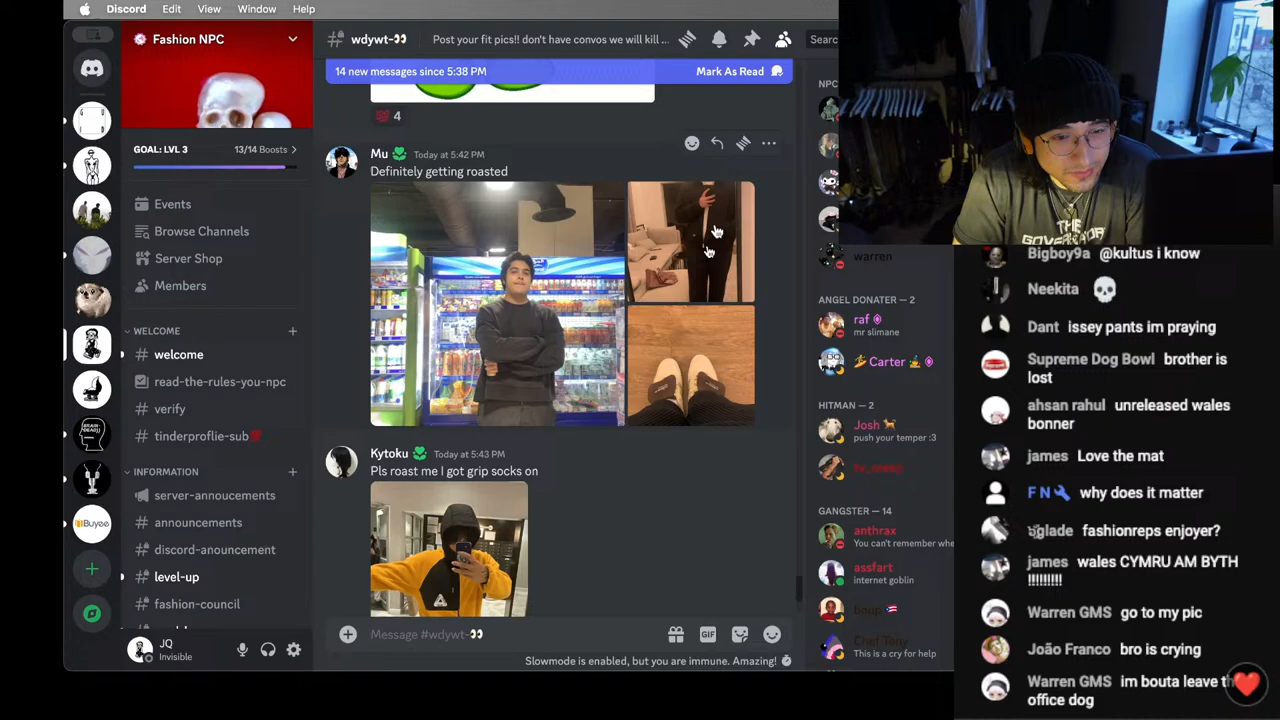 Discord Edit View Window Help
Fashion NPC
GOAL: LVL 3 13/14 Boosts
Events
Browse Channels
Server Shop
Members
WELCOME
welcome
read-the-rules-you-npc
verify
tinderproflie-sub💯
INFORMATION
server-annoucements
announcements
discord-anouncement
level-up
fashion-council
JQ
Invisible
wdywt-👀 Post your fit pics!! don't have convos we will kill ...
14 new messages since 5:38 PM Mark As Read
💯 4
Mu Today at 5:42 PM
Definitely getting roasted
Kytoku Today at 5:43 PM
Pls roast me I got grip socks on
Message #wdywt-👀
GIF
Slowmode is enabled, but you are immune. Amazing!
Searc
NPC
warren
ANGEL DONATER — 2
raf
mr slimane
Carter
HITMAN — 2
Josh
push your temper :3
GANGSTER — 14
anthrax
You can't remember whe
assfart
internet goblin
boup
Chef Tony
This is a cry for help
THE
Bigboy9a @kultus i know
Neekita 💀
Dant issey pants im praying
Supreme Dog Bowl brother is
lost
ahsan rahul unreleased wales
bonner
james Love the mat
F N🔧 why does it matter
fashionreps enjoyer?
james wales CYMRU AM BYTH
!!!!!!!!!
Warren GMS go to my pic
João Franco bro is crying
Warren GMS im bouta leave th
office dog